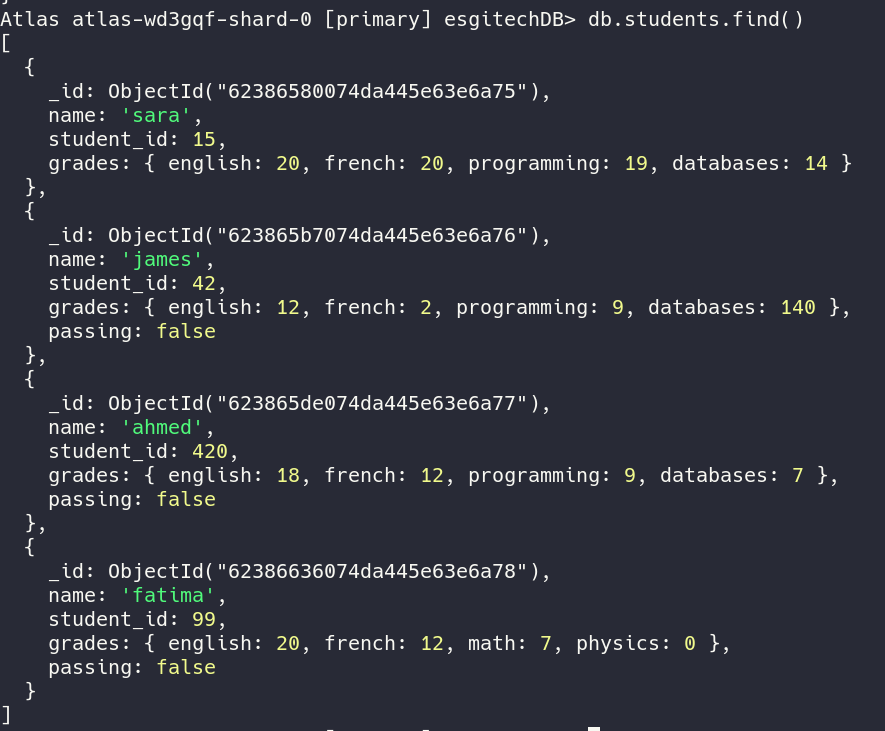 Atlas atlas-wd3gqf-shard-0 [primary] esgitechDB> db.students.find()
[
  {
    _id: ObjectId("62386580074da445e63e6a75"),
    name: 'sara',
    student_id: 15,
    grades: { english: 20, french: 20, programming: 19, databases: 14 }
  },
  {
    _id: ObjectId("623865b7074da445e63e6a76"),
    name: 'james',
    student_id: 42,
    grades: { english: 12, french: 2, programming: 9, databases: 140 },
    passing: false
  },
  {
    _id: ObjectId("623865de074da445e63e6a77"),
    name: 'ahmed',
    student_id: 420,
    grades: { english: 18, french: 12, programming: 9, databases: 7 },
    passing: false
  },
  {
    _id: ObjectId("62386636074da445e63e6a78"),
    name: 'fatima',
    student_id: 99,
    grades: { english: 20, french: 12, math: 7, physics: 0 },
    passing: false
  }
]